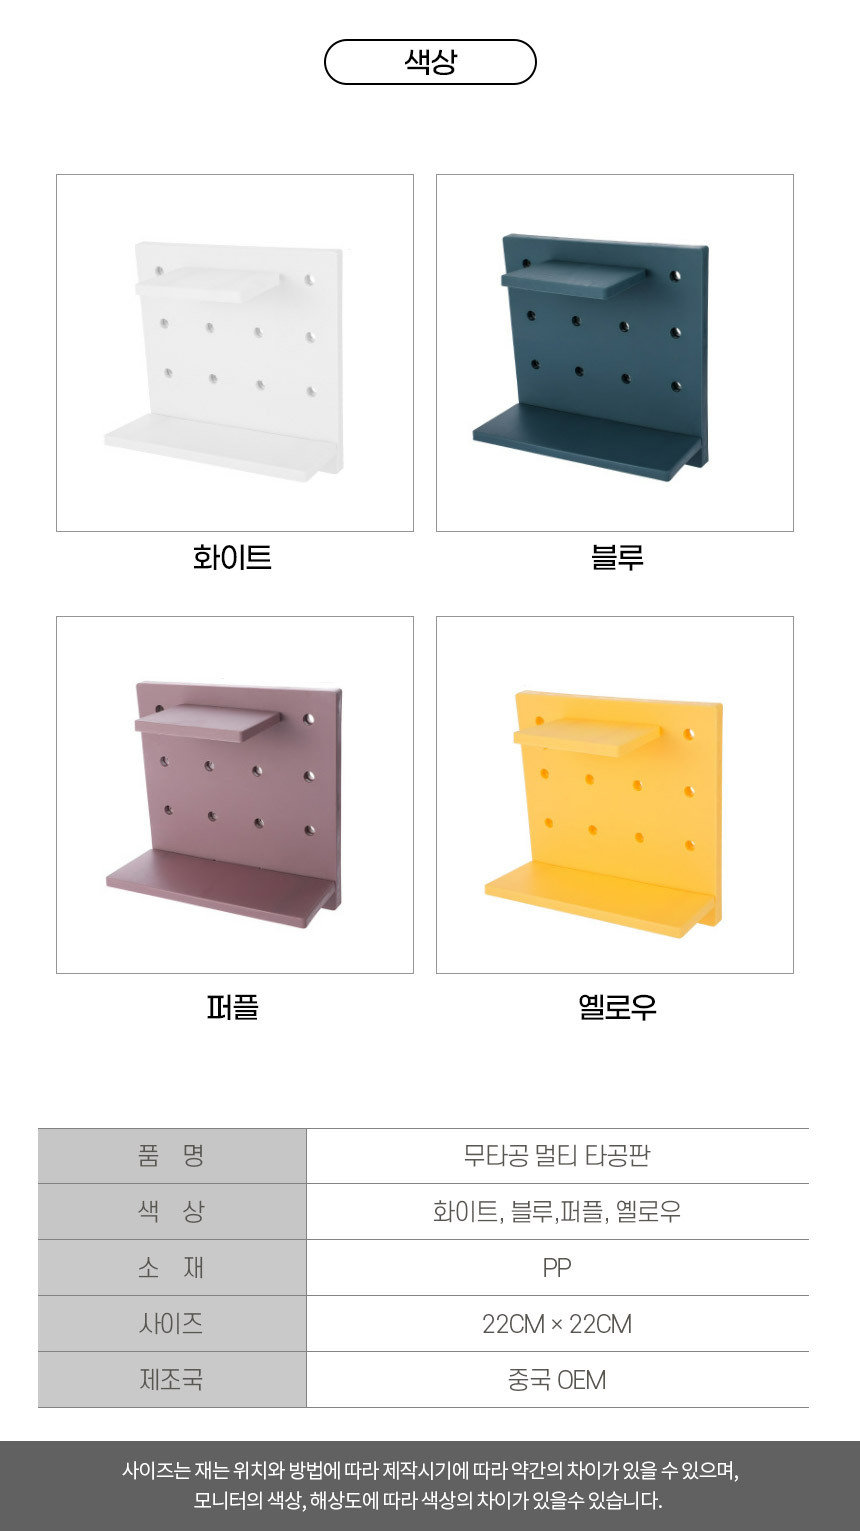 색상
화이트
블루
퍼플
옐로우
품 명 무타공 멀티 타공판
색 상 화이트, 블루,퍼플, 옐로우
소 재 PP
사이즈 22CM × 22CM
제조국 중국 OEM
사이즈는 재는 위치와 방법에 따라 제작시기에 따라 약간의 차이가 있을 수 있으며,
모니터의 색상, 해상도에 따라 색상의 차이가 있을수 있습니다.